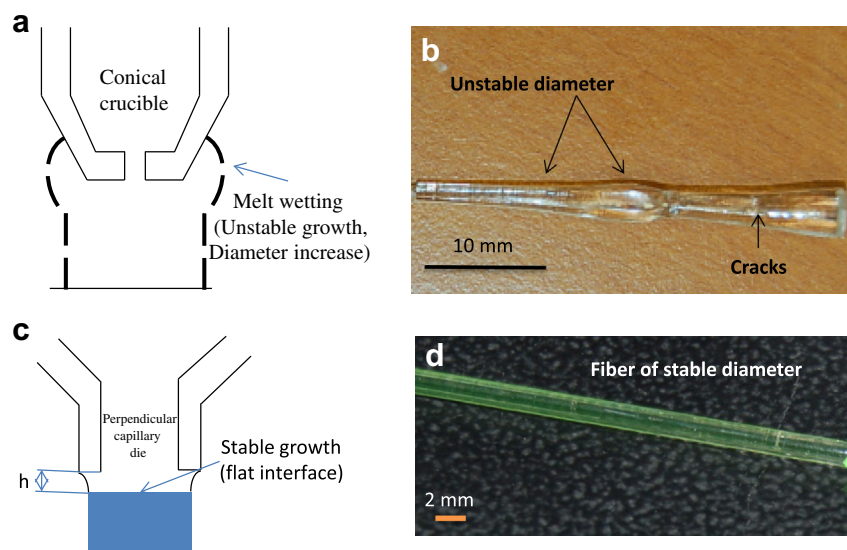 a
Conical
crucible
Melt wetting
(Unstable growth,
Diameter increase)
b
Unstable diameter
10 mm
Cracks
c
Perpendicular
capillary
die
h
Stable growth
(flat interface)
d
Fiber of stable diameter
2 mm